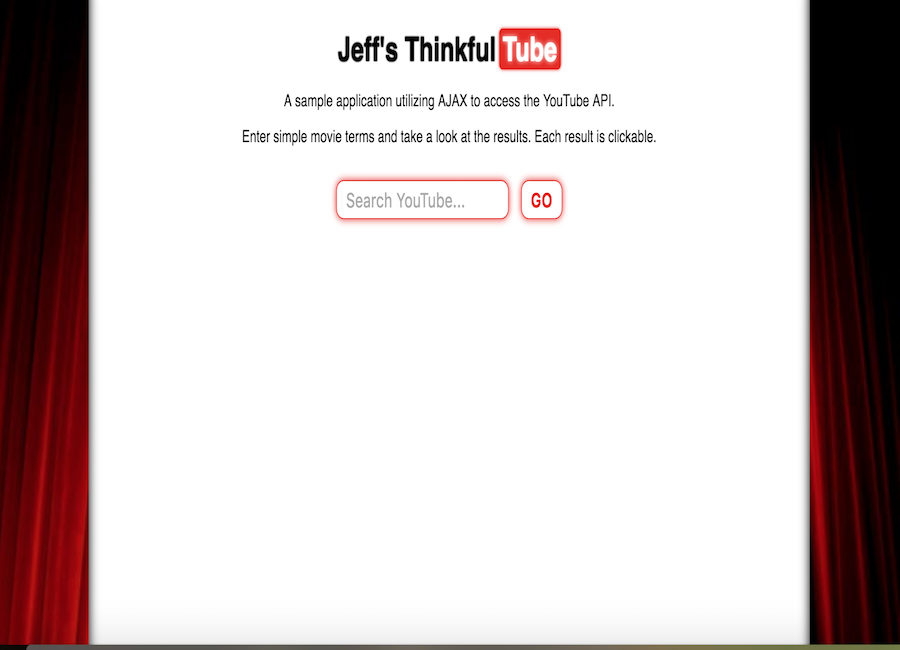 Jeff's Thinkful Tube
A sample application utilizing AJAX to access the YouTube API.
Enter simple movie terms and take a look at the results. Each result is clickable.
Search YouTube... GO